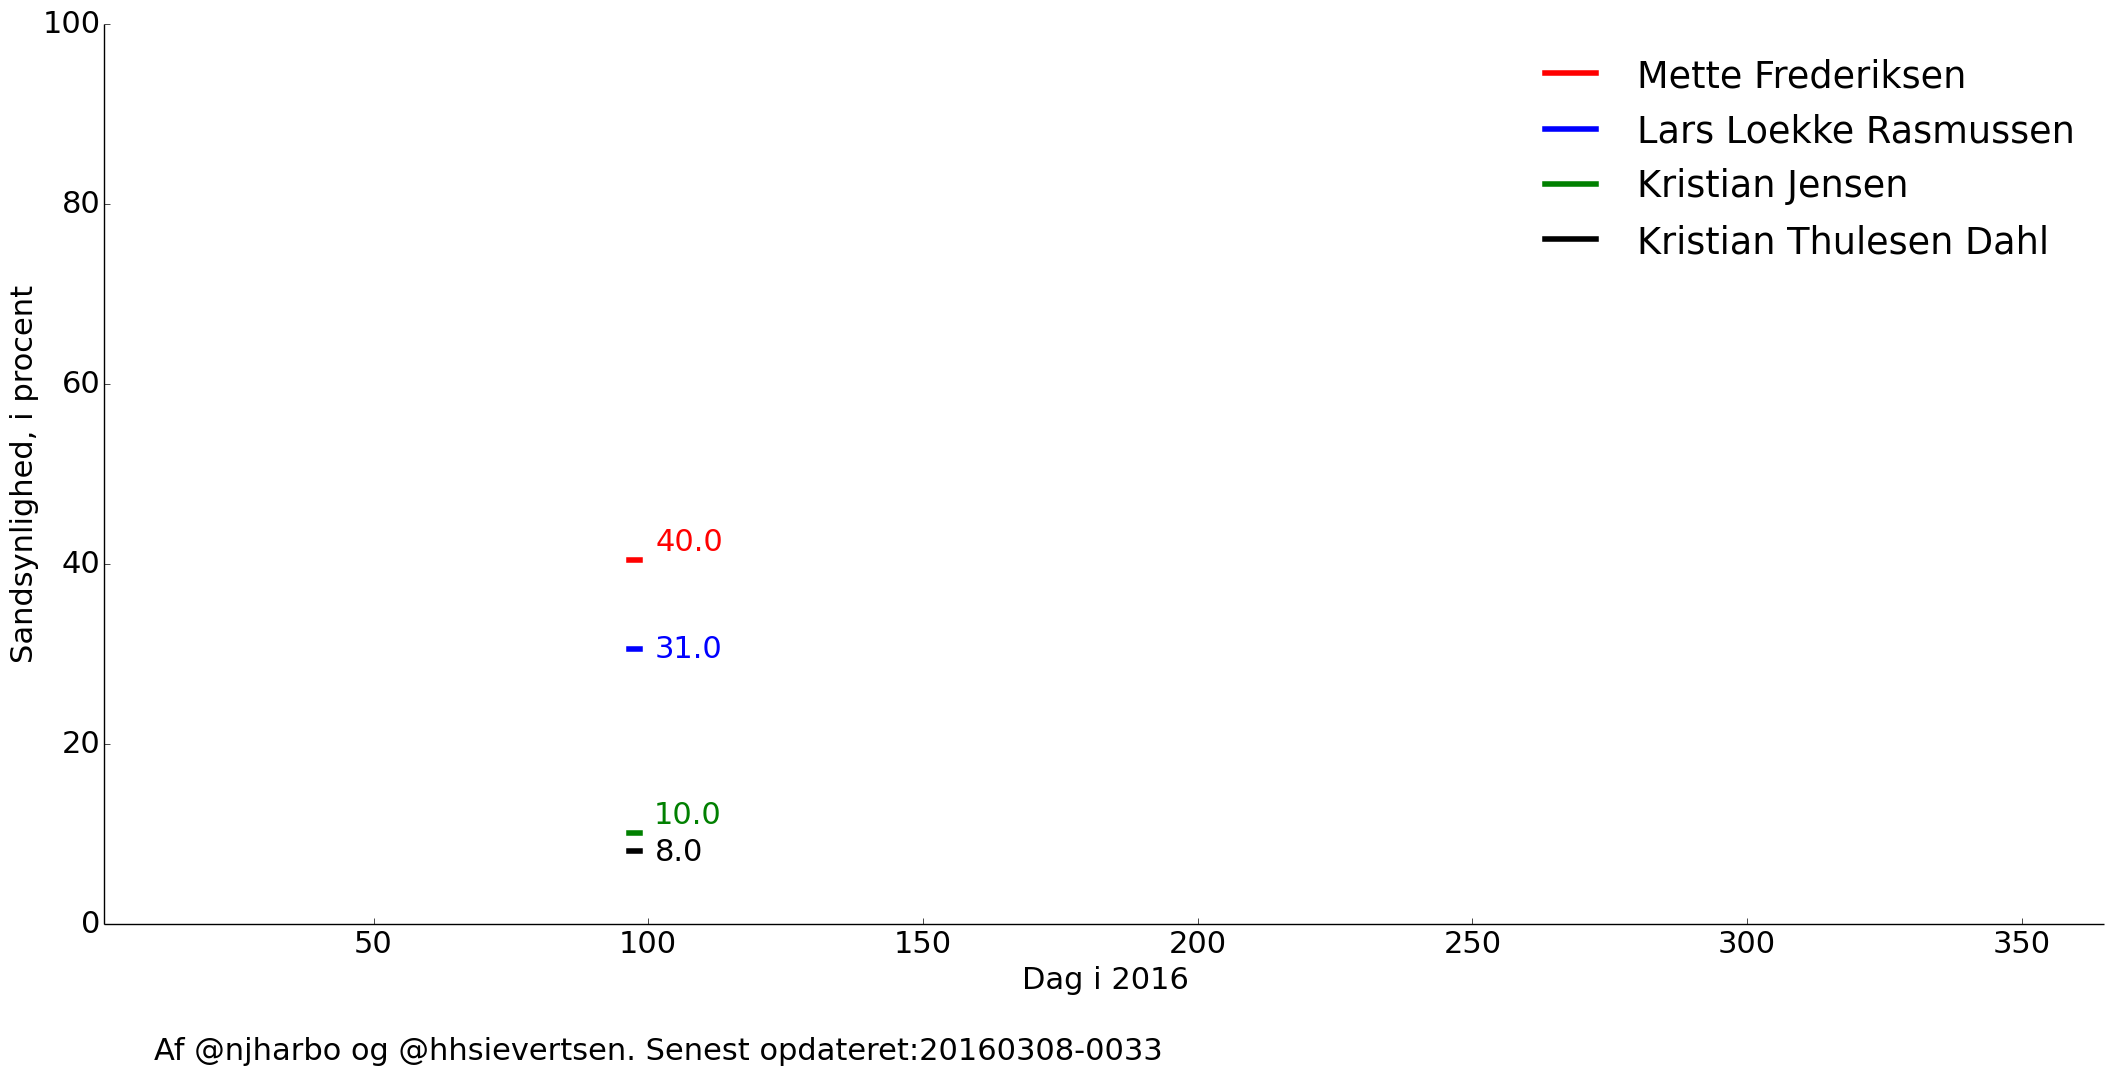 100
80
60
40
20
0
Sandsynlighed, i procent
Mette Frederiksen
Lars Loekke Rasmussen
Kristian Jensen
Kristian Thulesen Dahl
40.0
31.0
10.0
8.0
50 100 150 200 250 300 350
Dag i 2016
Af @njharbo og @hhsievertsen. Senest opdateret:20160308-0033